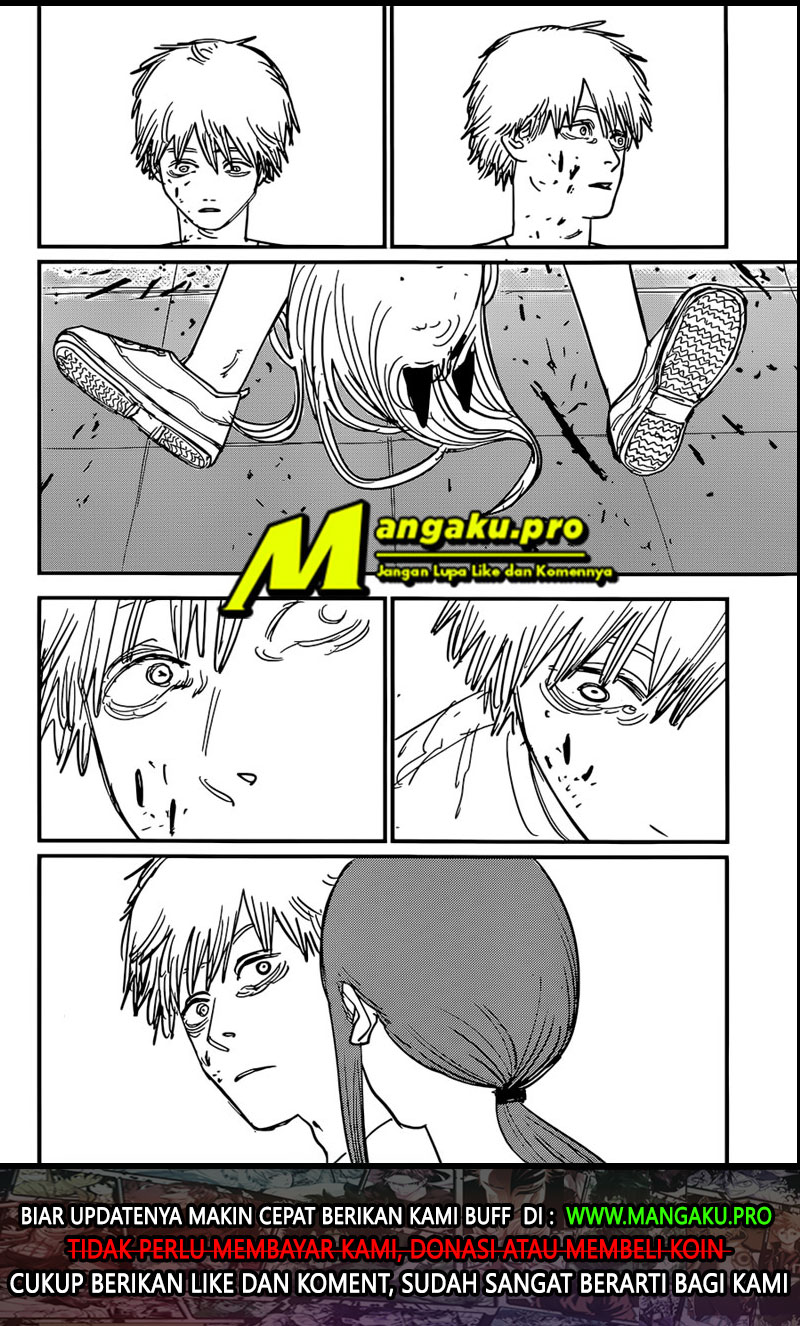 Mangaku.pro
Jangan Lupa Like dan Komennya
BIAR UPDATENYA MAKIN CEPAT BERIKAN KAMI BUFF DI : WWW.MANGAKU.PRO
TIDAK PERLU MEMBAYAR KAMI, DONASI ATAU MEMBELI KOIN
CUKUP BERIKAN LIKE DAN KOMENT, SUDAH SANGAT BERARTI BAGI KAMI